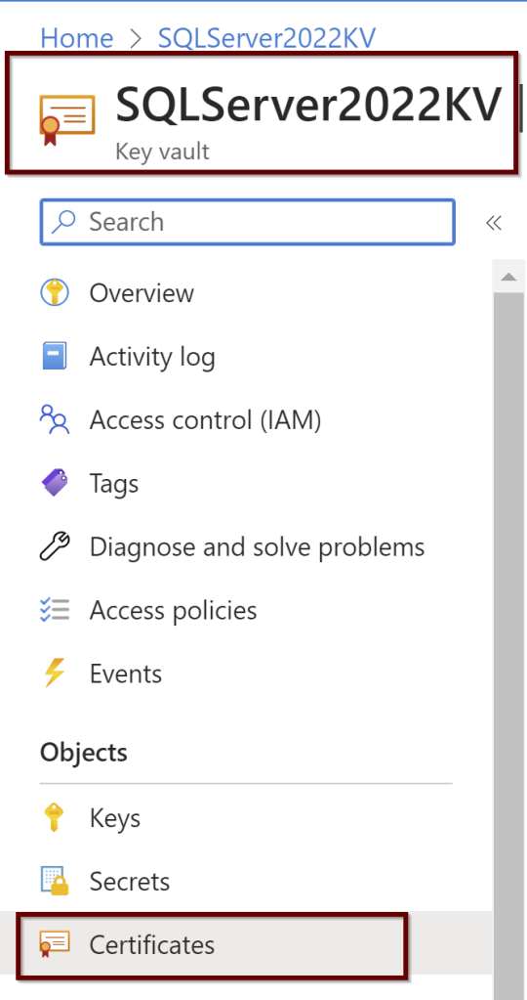 Home > SQLServer2022KV
SQLServer2022KV
Key vault
Search «
Overview
Activity log
Access control (IAM)
Tags
Diagnose and solve problems
Access policies
Events
Objects
Keys
Secrets
Certificates